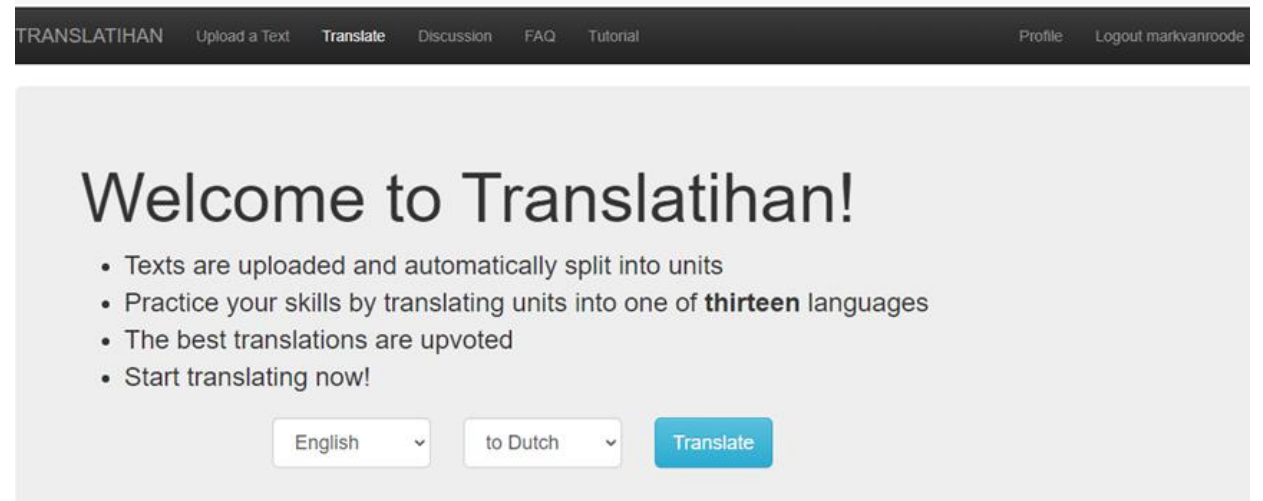 TRANSLATIHAN Upload a Text Translate Discussion FAQ Tutorial Profile Logout markvanroode
Welcome to Translatihan!
• Texts are uploaded and automatically split into units
• Practice your skills by translating units into one of thirteen languages
• The best translations are upvoted
• Start translating now!
English to Dutch Translate